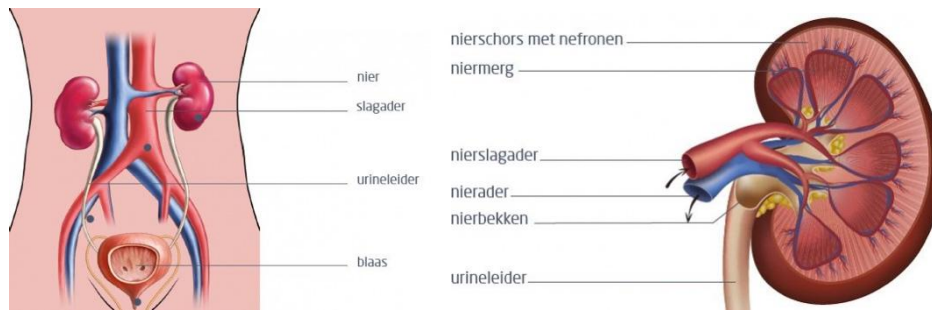 nier
slagader
urineleider
blaas
nierschors met nefronen
niermerg
nierslagader
nierader
nierbekken
urineleider